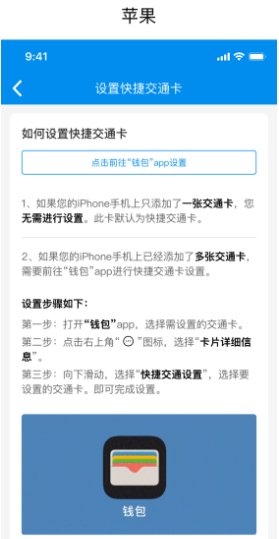 苹果
9:41
设置快捷交通卡
如何设置快捷交通卡
点击前往“钱包”app设置
1、如果您的iPhone手机上只添加了一张交通卡，您
无需进行设置。此卡默认为快捷交通卡。
2、如果您的iPhone手机上已经添加了多张交通卡，
需要前往“钱包”app进行快捷交通卡设置。
设置步骤如下：
第一步：打开“钱包”app，选择需设置的交通卡。
第二步：点击右上角“ ”图标，选择“卡片详细信
息”。
第三步：向下滑动，选择“快捷交通设置”，选择要
设置的交通卡。即可完成设置。
钱包